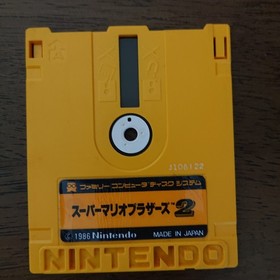 ファミリー コンピュータ ディスク システム
スーパーマリオブラザーズ™2
©1986 Nintendo MADE IN JAPAN
NINTENDO